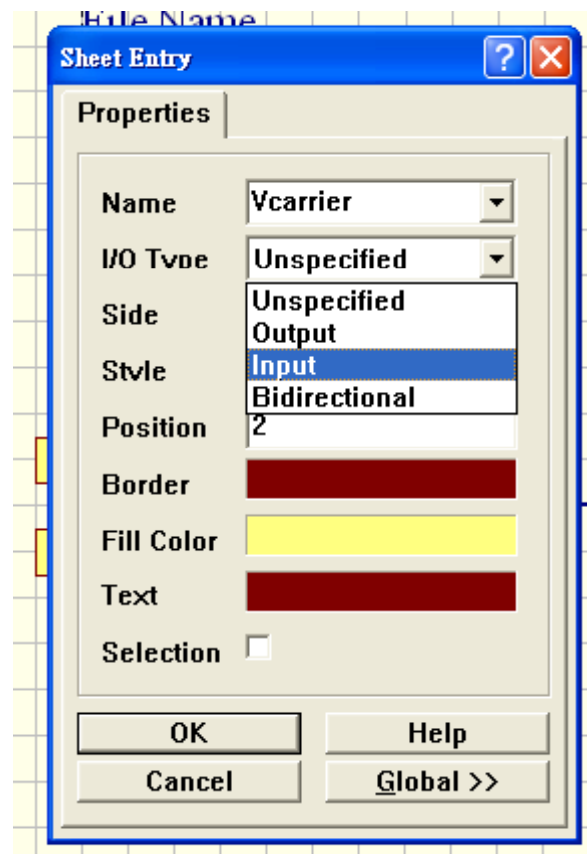 File Name
Sheet Entry
Properties
Name Vcarrier
I/O Type Unspecified
Side Unspecified
Output
Style Input
Bidirectional
Position 2
Border
Fill Color
Text
Selection
OK Help
Cancel Global >>